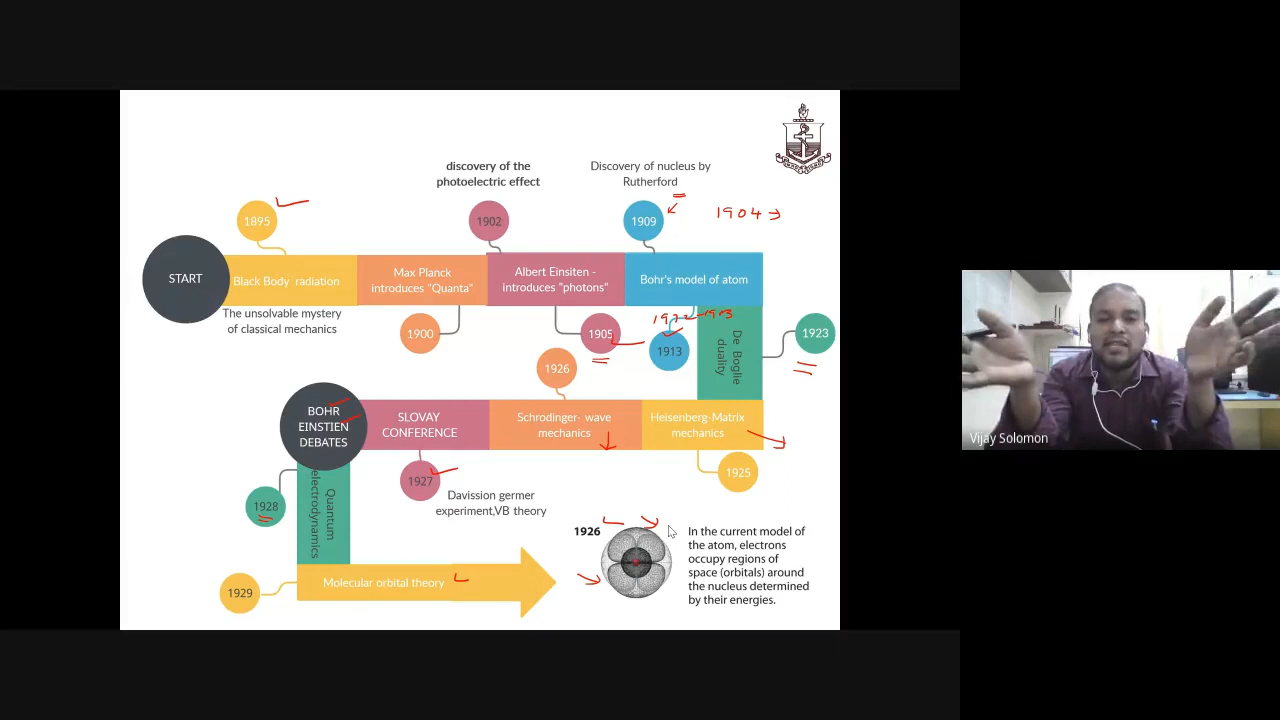 discovery of the
photoelectric effect
Discovery of nucleus by
Rutherford
1895
1902
1909
1904
START
Black Body radiation
Max Planck
introduces "Quanta"
Albert Einsiten -
introduces "photons"
Bohr's model of atom
The unsolvable mystery
of classical mechanics
1900
1905
1913
De Boglie
duality
1923
1926
BOHR
EINSTIEN
DEBATES
SLOVAY
CONFERENCE
Schrodinger- wave
mechanics
Heisenberg-Matrix
mechanics
1927
1925
Davission germer
experiment,VB theory
1928
Quantum
electrodynamics
1926
In the current model of
the atom, electrons
occupy regions of
space (orbitals) around
the nucleus determined
by their energies.
1929
Molecular orbital theory
Vijay Solomon